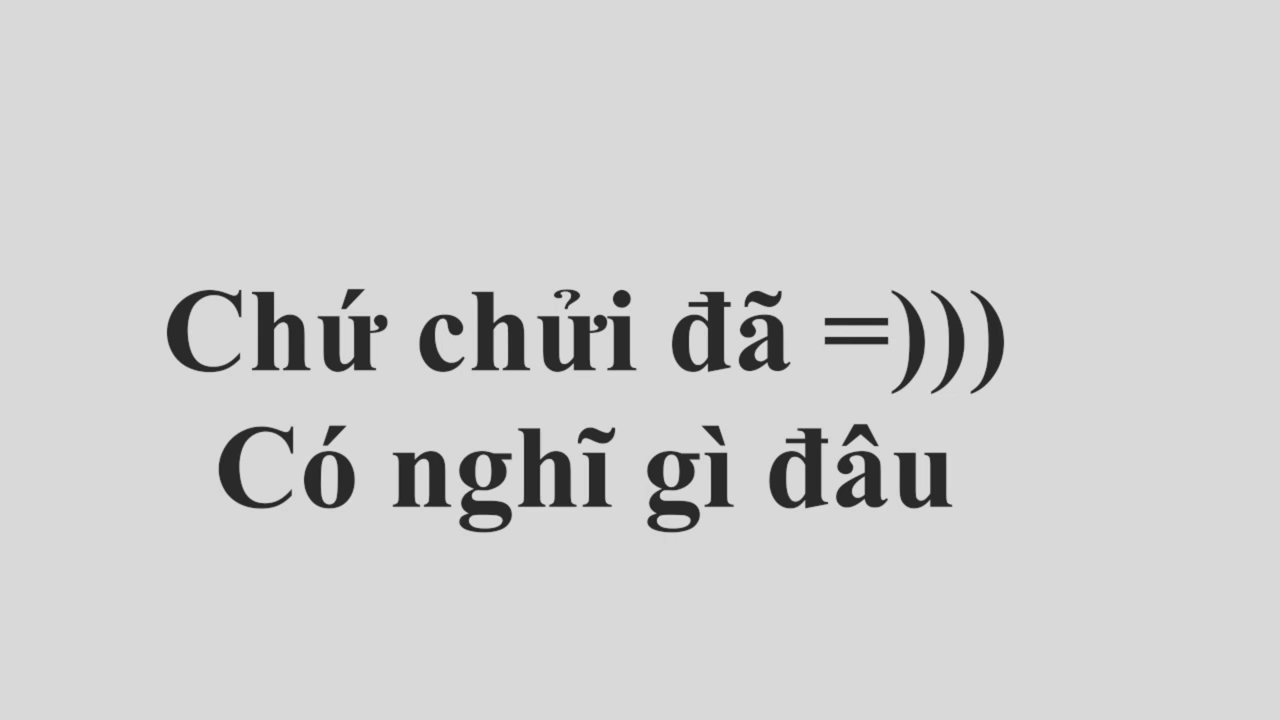 Chứ chửi đã =)))
Có nghĩ gì đâu